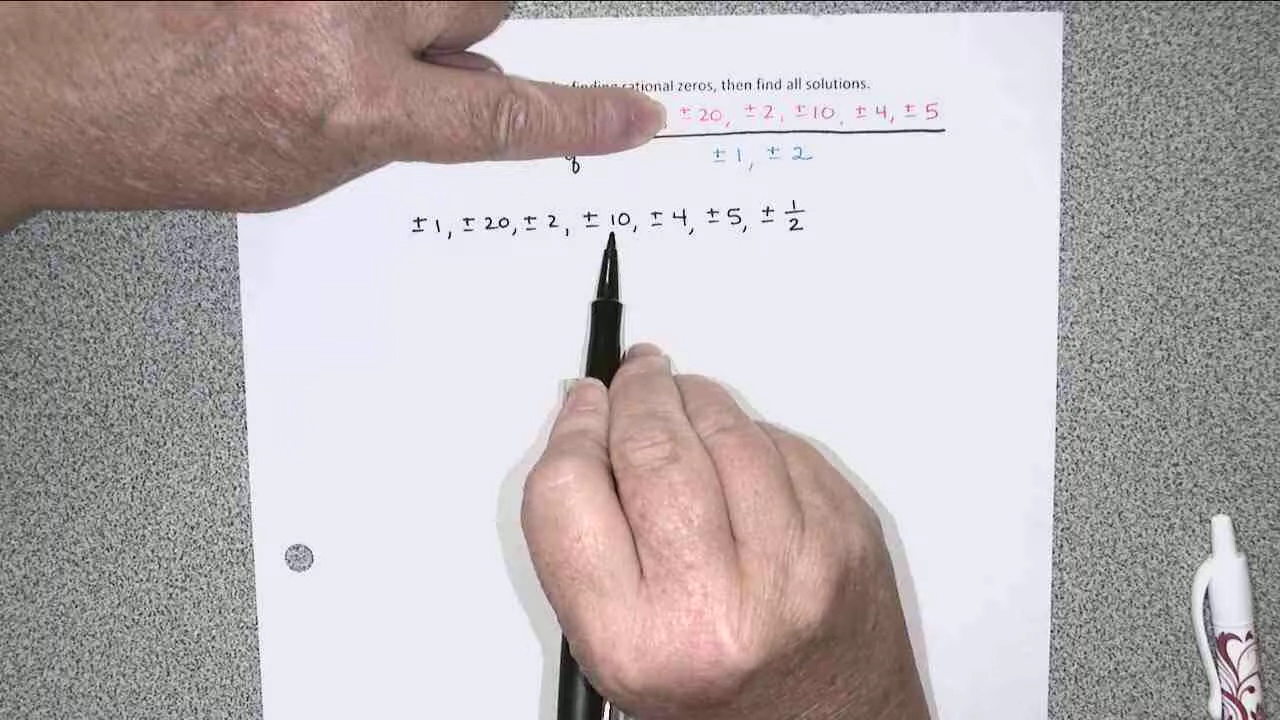 finding rational zeros, then find all solutions.
± 20, ± 2, ± 10, ± 4, ± 5
q ± 1, ± 2
± 1, ± 20, ± 2, ± 10, ± 4, ± 5, ± 1/2